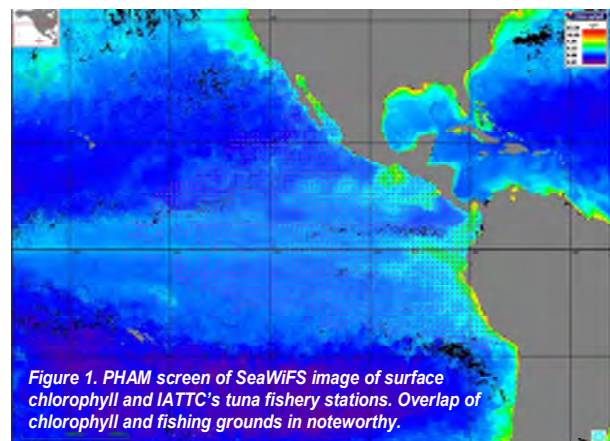 Figure 1. PHAM screen of SeaWiFS image of surface
chlorophyll and IATTC's tuna fishery stations. Overlap of
chlorophyll and fishing grounds in noteworthy.